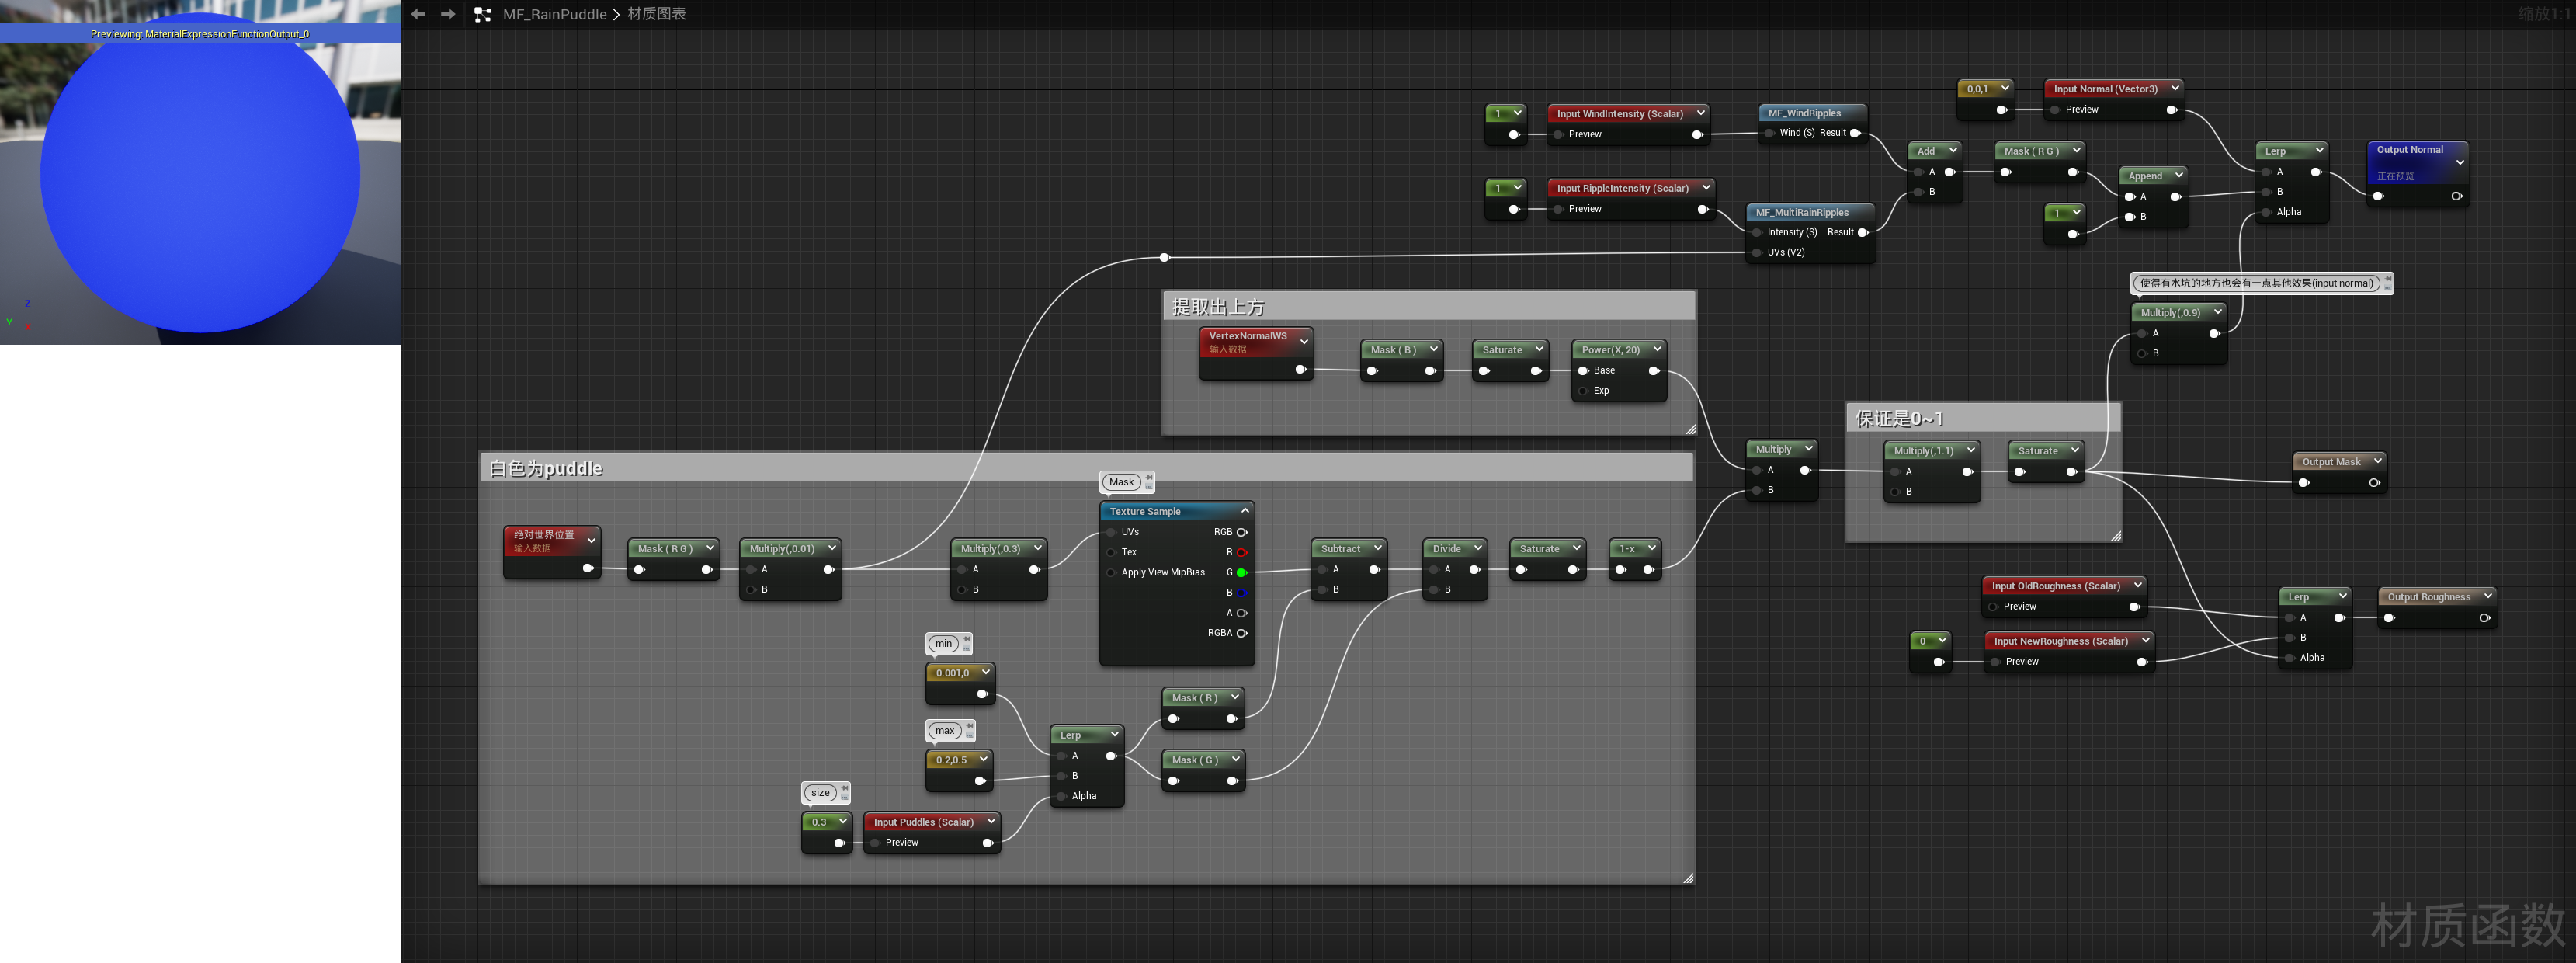 MF_RainPuddle > 材质图表
缩放1:1
Previewing: MaterialExpressionFunctionOutput_0
Z
Y
0,0,1
Input Normal (Vector3)
Preview
1
Input WindIntensity (Scalar)
Preview
MF_WindRipples
Wind (S) Result
1
Input RippleIntensity (Scalar)
Preview
MF_MultiRainRipples
Intensity (S) Result
UVs (V2)
Add
A
B
Mask ( R G )
1
Append
A
B
Lerp
A
B
Alpha
Output Normal
正在预览
使得有水坑的地方也会有一点其他效果(input normal)
Multiply(,0.9)
A
B
提取出上方
VertexNormalWS
输入数据
Mask ( B )
Saturate
Power(X, 20)
Base
Exp
保证是0~1
Multiply
A
B
Multiply(,1.1)
A
B
Saturate
Output Mask
白色为puddle
绝对世界位置
输入数据
Mask ( R G )
Multiply(,0.01)
A
B
Multiply(,0.3)
A
B
Mask
Texture Sample
UVs RGB
Tex R
Apply View MipBias G
B
A
RGBA
Subtract
A
B
Divide
A
B
Saturate
1-x
min
0.001,0
max
0.2,0.5
size
0.3
Input Puddles (Scalar)
Preview
Lerp
A
B
Alpha
Mask ( R )
Mask ( G )
Input OldRoughness (Scalar)
Preview
0
Input NewRoughness (Scalar)
Preview
Lerp
A
B
Alpha
Output Roughness
材质函数